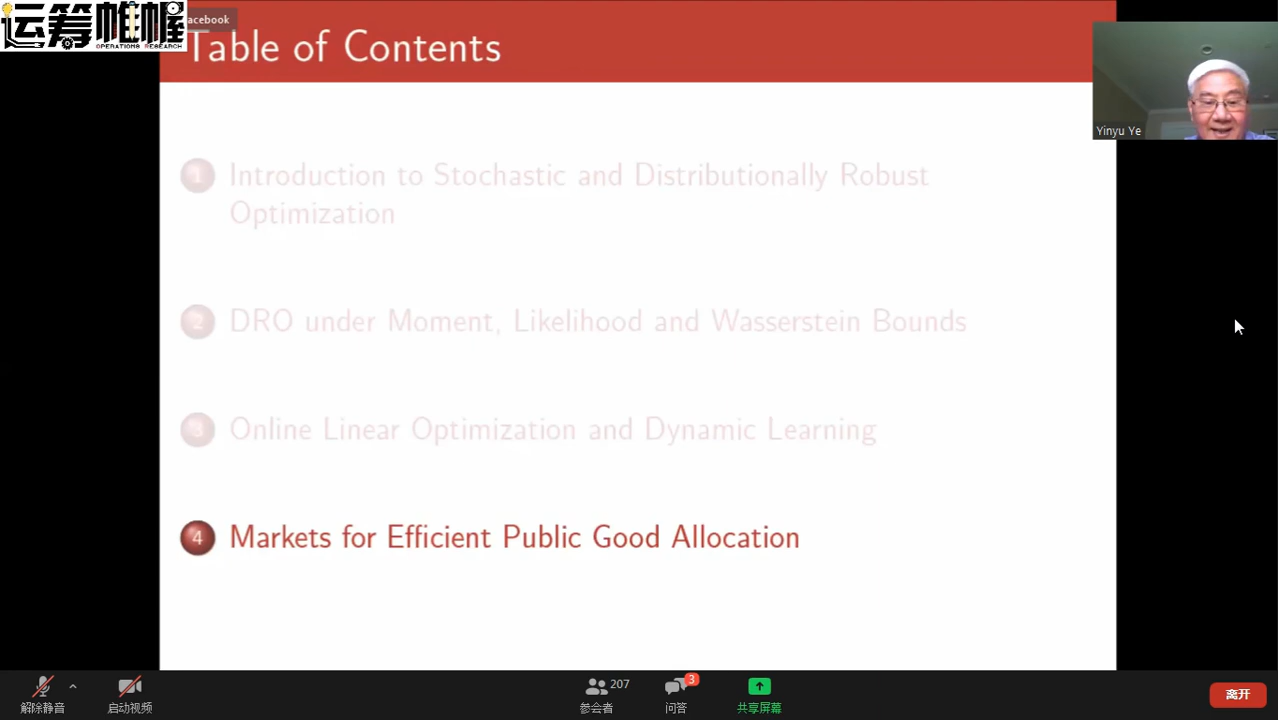 运筹帷幄
OPERATIONS RESEARCH
acebook
Table of Contents
Yinyu Ye
1 Introduction to Stochastic and Distributionally Robust
Optimization
2 DRO under Moment, Likelihood and Wasserstein Bounds
3 Online Linear Optimization and Dynamic Learning
4 Markets for Efficient Public Good Allocation
解除静音
启动视频
207
参会者
3
问答
共享屏幕
离开